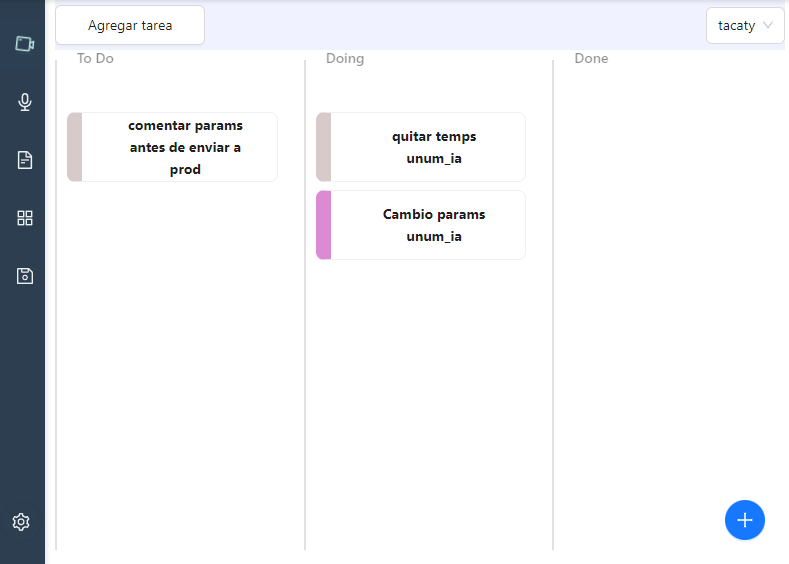 Agregar tarea
tacaty
To Do
Doing
Done
comentar params
antes de enviar a
prod
quitar temps
unum_ia
Cambio params
unum_ia